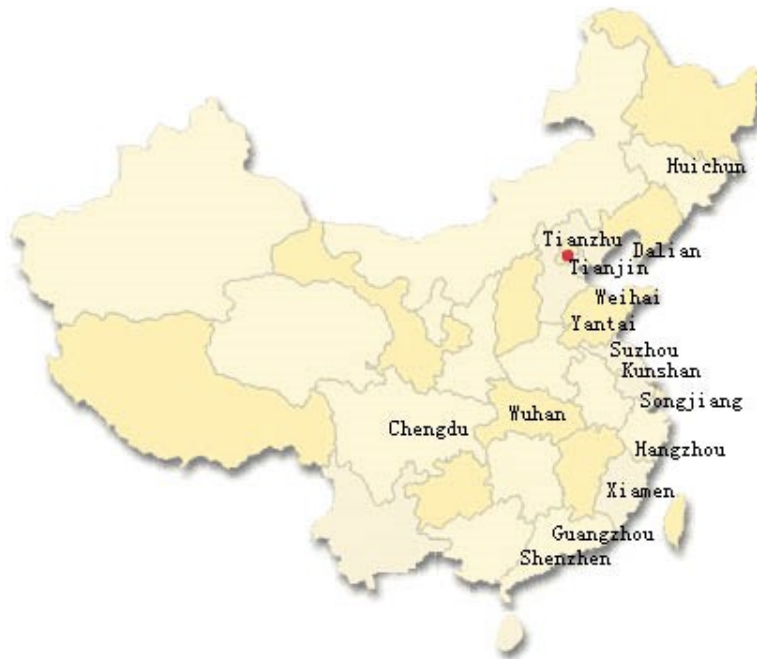 Huichun
Tianzhu
Dalian
Tianjin
Weihai
Yantai
Suzhou
Kunshan
Songjiang
Wuhan
Chengdu
Hangzhou
Xiamen
Guangzhou
Shenzhen